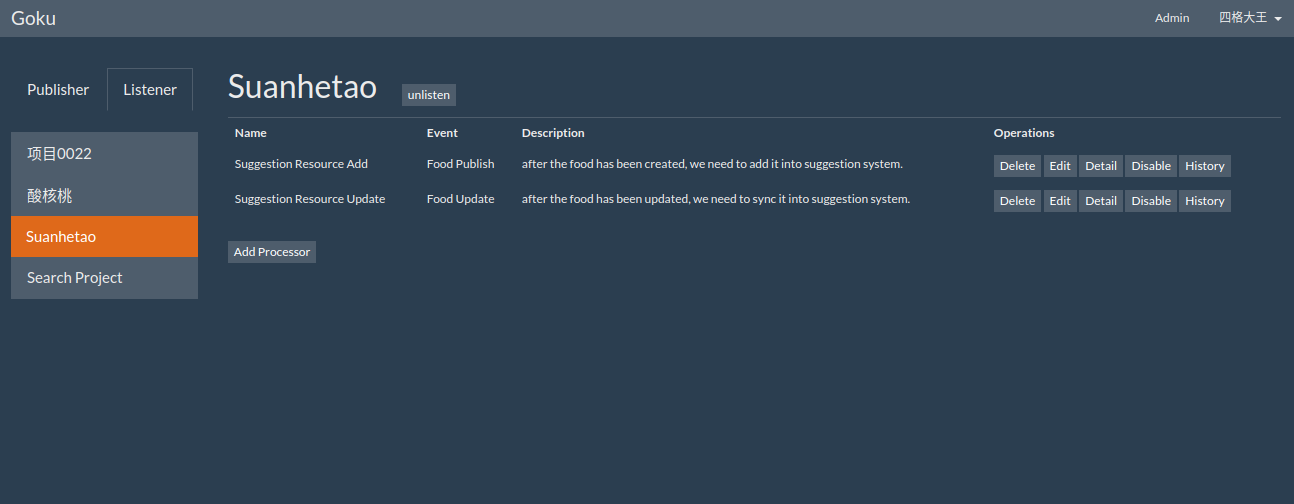 Goku Admin 四格大王
Publisher Listener
项目0022
酸核桃
Suanhetao
Search Project
Suanhetao unlisten
Name Event Description Operations
Suggestion Resource Add Food Publish after the food has been created, we need to add it into suggestion system. Delete Edit Detail Disable History
Suggestion Resource Update Food Update after the food has been updated, we need to sync it into suggestion system. Delete Edit Detail Disable History
Add Processor